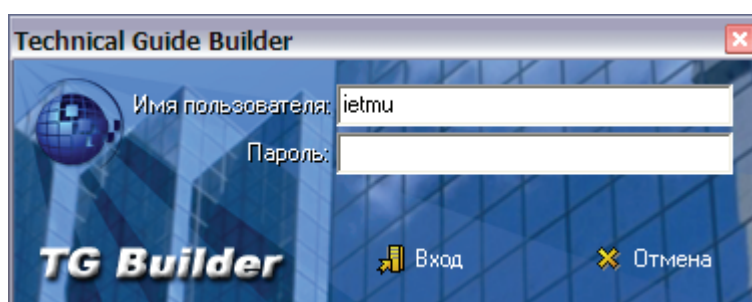 Technical Guide Builder
Имя пользователя: ietmu
Пароль:
TG Builder
Вход
Отмена